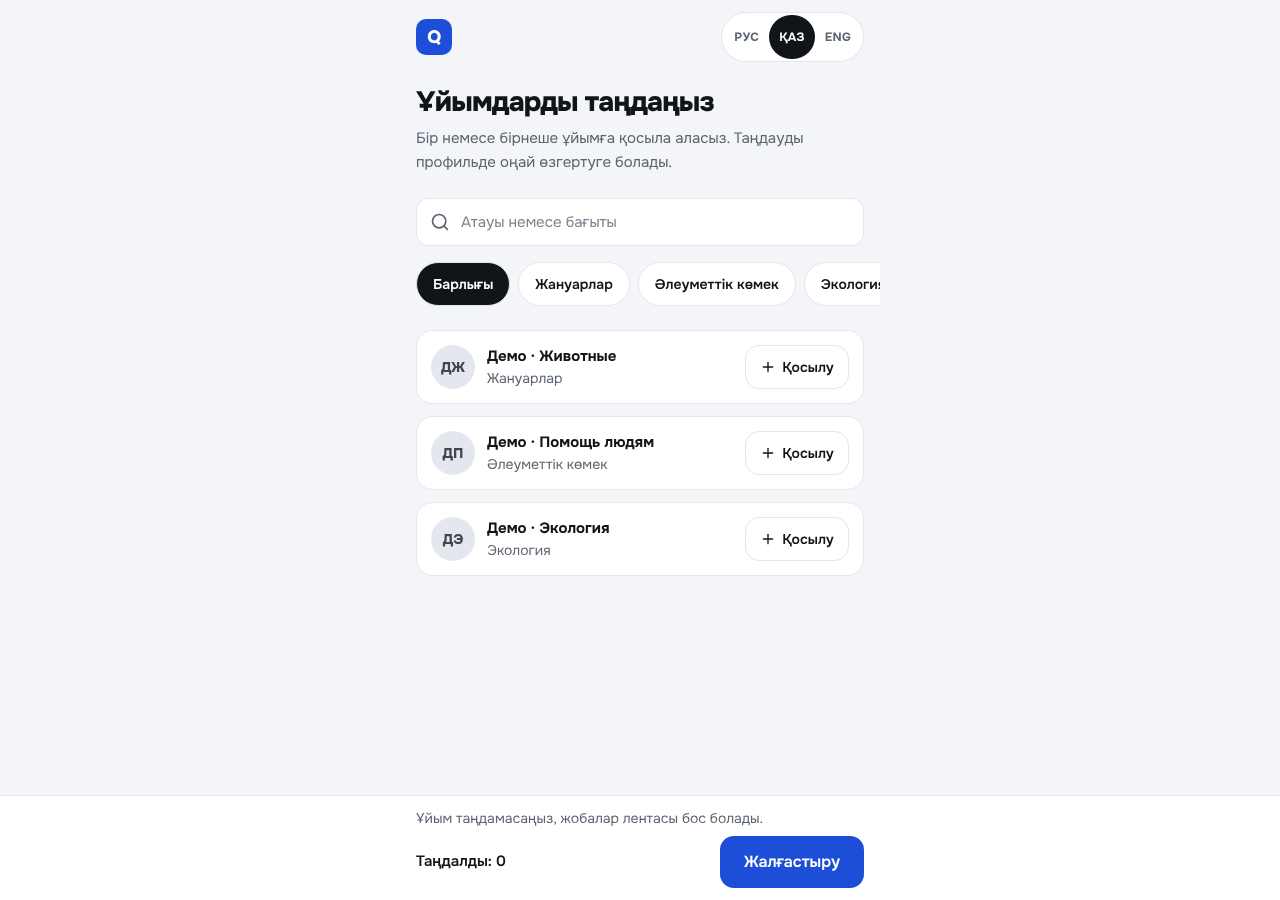 Q
РУС ҚАЗ ENG
Ұйымдарды таңдаңыз
Бір немесе бірнеше ұйымға қосыла аласыз. Таңдауды
профильде оңай өзгертуге болады.
Атауы немесе бағыты
Барлығы Жануарлар Әлеуметтік көмек Экология
ДЖ
Демо · Животные
Жануарлар
+ Қосылу
ДП
Демо · Помощь людям
Әлеуметтік көмек
+ Қосылу
ДЭ
Демо · Экология
Экология
+ Қосылу
Ұйым таңдамасаңыз, жобалар лентасы бос болады.
Таңдалды: 0
Жалғастыру